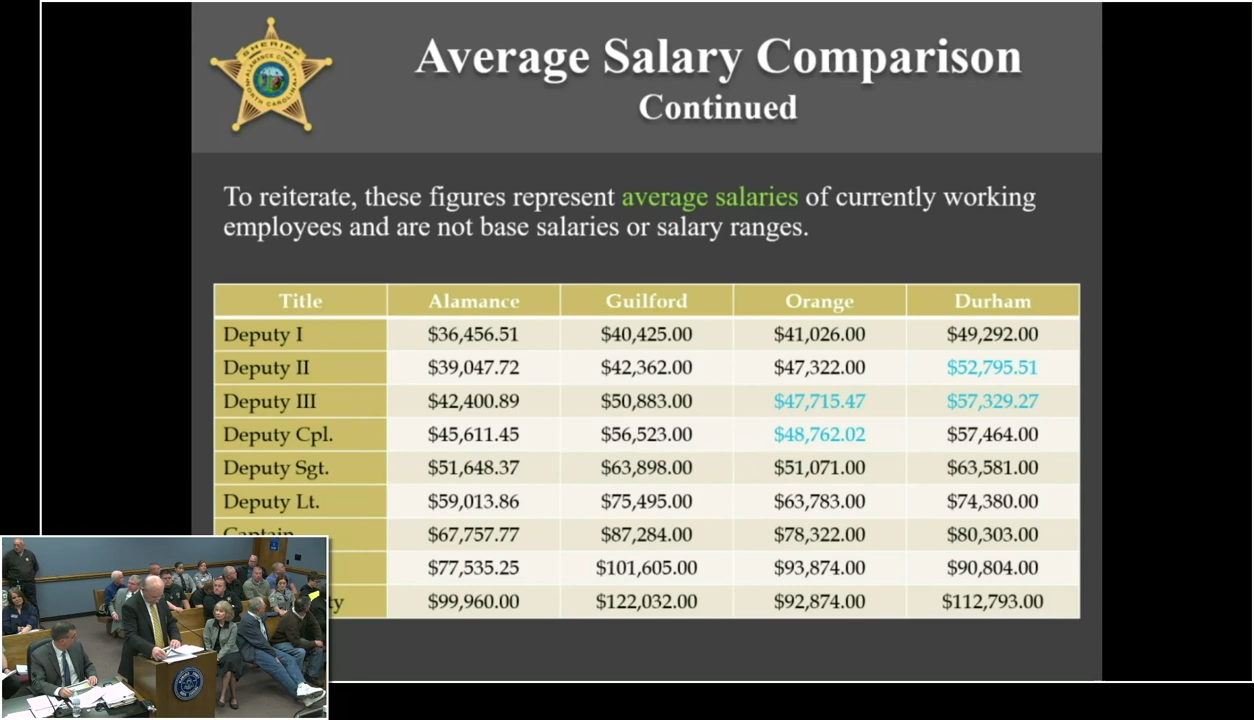 SHERIFF
ALAMANCE COUNTY
NORTH CAROLINA
Average Salary Comparison
Continued
To reiterate, these figures represent average salaries of currently working
employees and are not base salaries or salary ranges.
Title Alamance Guilford Orange Durham
Deputy I $36,456.51 $40,425.00 $41,026.00 $49,292.00
Deputy II $39,047.72 $42,362.00 $47,322.00 $52,795.51
Deputy III $42,400.89 $50,883.00 $47,715.47 $57,329.27
Deputy Cpl. $45,611.45 $56,523.00 $48,762.02 $57,464.00
Deputy Sgt. $51,648.37 $63,898.00 $51,071.00 $63,581.00
Deputy Lt. $59,013.86 $75,495.00 $63,783.00 $74,380.00
Captain $67,757.77 $87,284.00 $78,322.00 $80,303.00
$77,535.25 $101,605.00 $93,874.00 $90,804.00
ty $99,960.00 $122,032.00 $92,874.00 $112,793.00